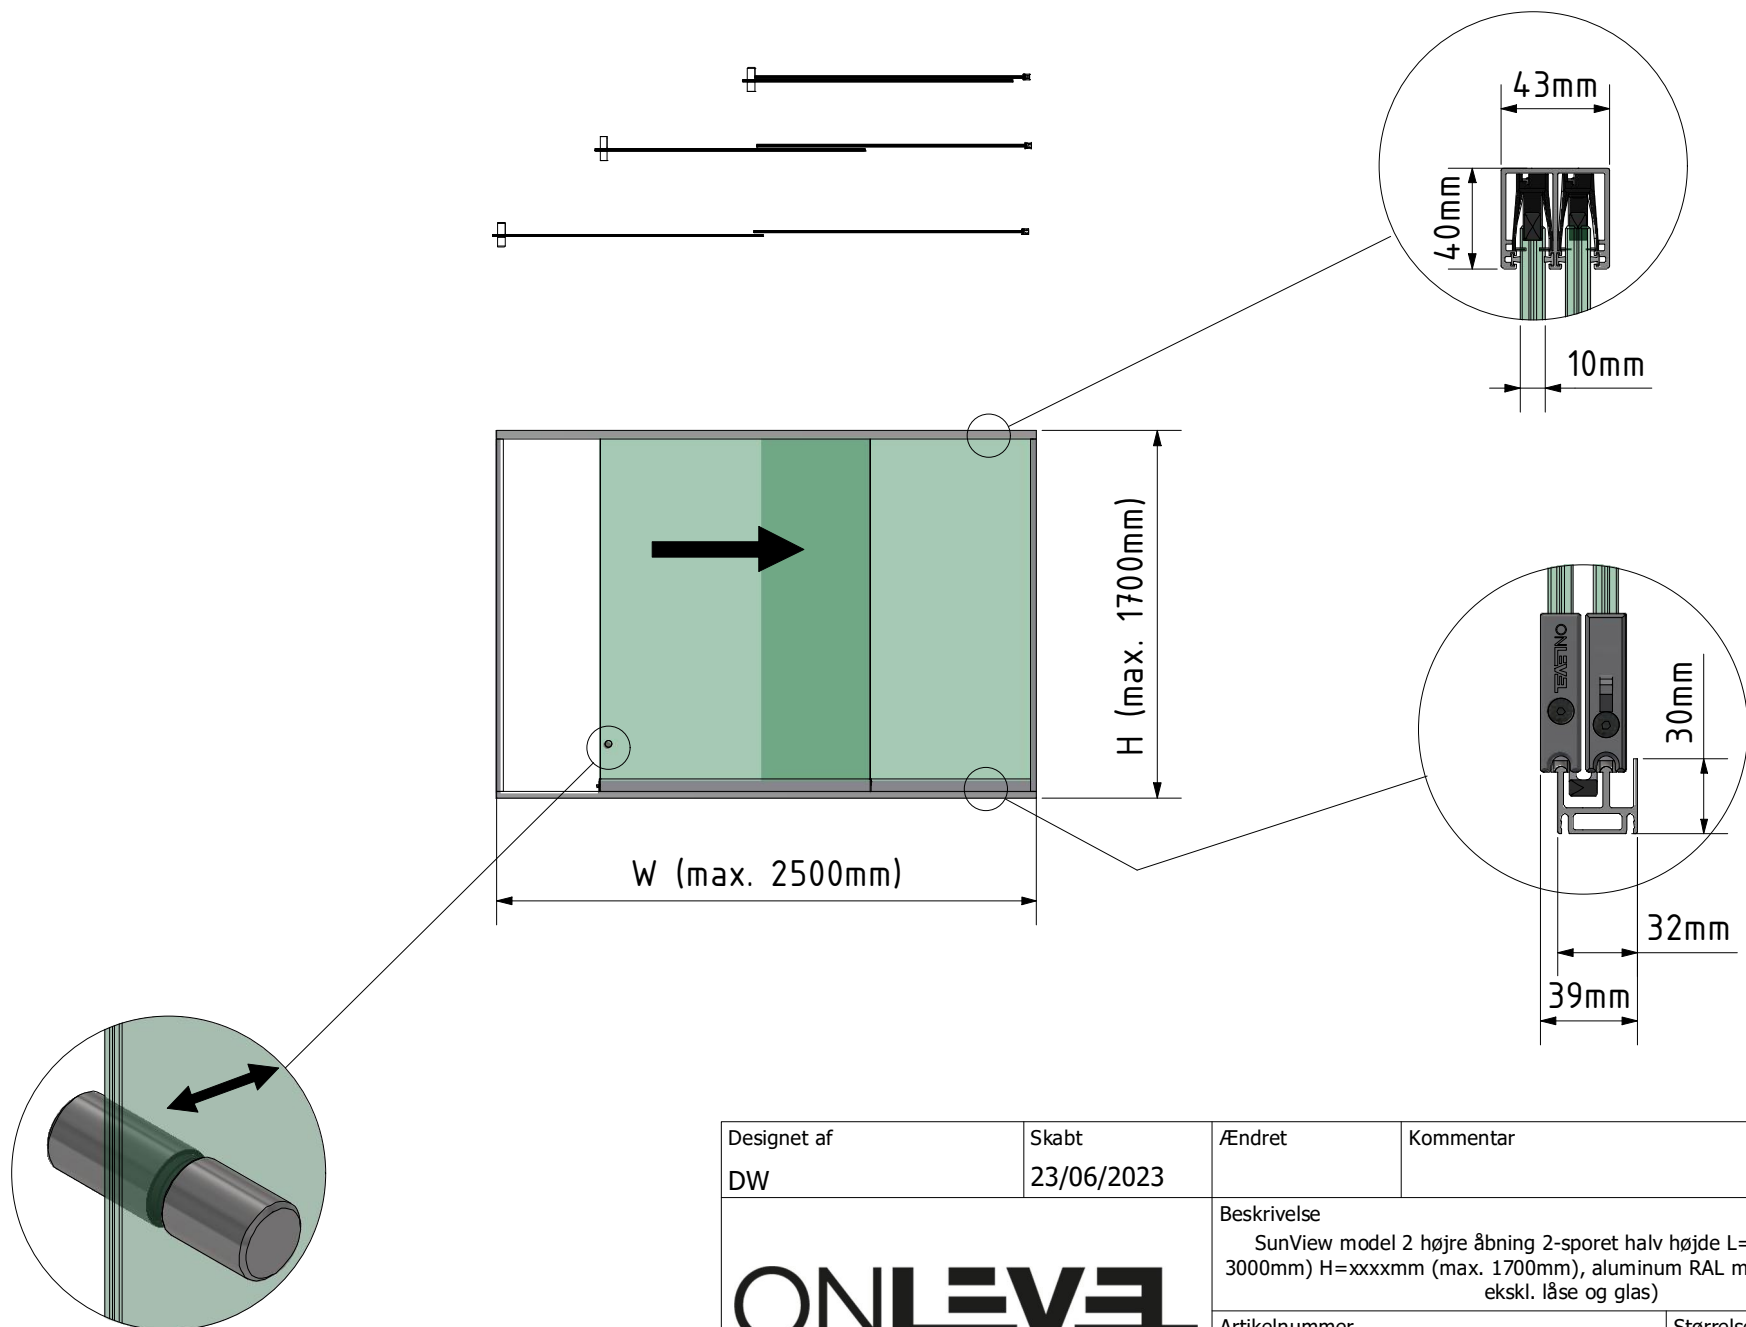 43mm
40mm
10mm
H (max. 1700mm)
W (max. 2500mm)
ONLEVEL
30mm
32mm
39mm
Designet af
DW
Skabt
23/06/2023
Ændret
Kommentar
Beskrivelse
SunView model 2 højre åbning 2-sporet halv højde L=
3000mm) H=xxxxmm (max. 1700mm), aluminum RAL m
ekskl. låse og glas)
ONLEVEL
Artikelnummer
Størrelse